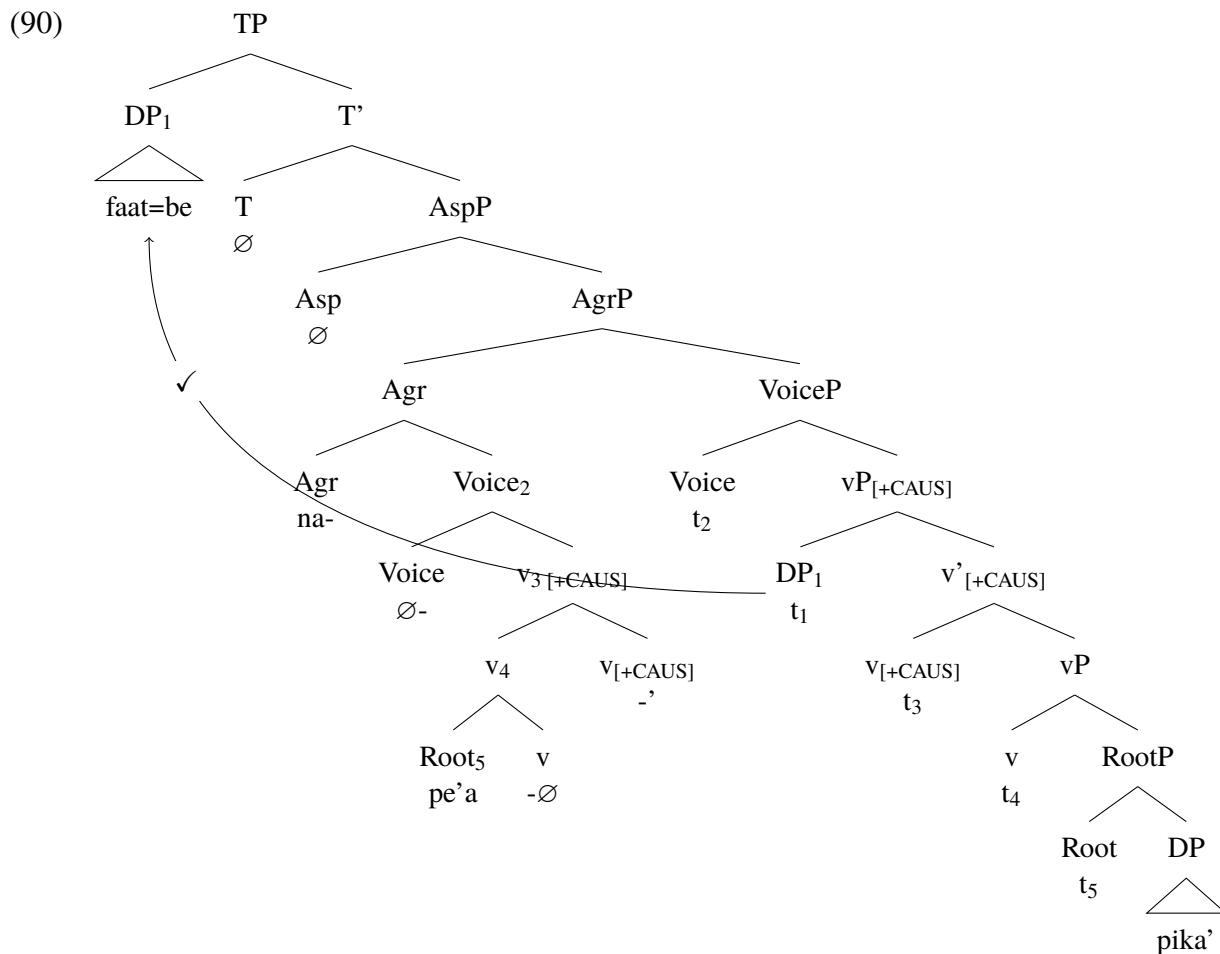 (90) TP
DP₁ T'
faat=be T AspP
∅
Asp AgrP
∅
✓ Agr VoiceP
Agr Voice₂ Voice vP[+CAUS]
na- t₂
Voice v₃ [+CAUS] DP₁ v'[+CAUS]
∅- t₁
v₄ v[+CAUS] v[+CAUS] vP
-' t₃
Root₅ v v RootP
pe'a -∅ t₄
Root DP
t₅
pika'